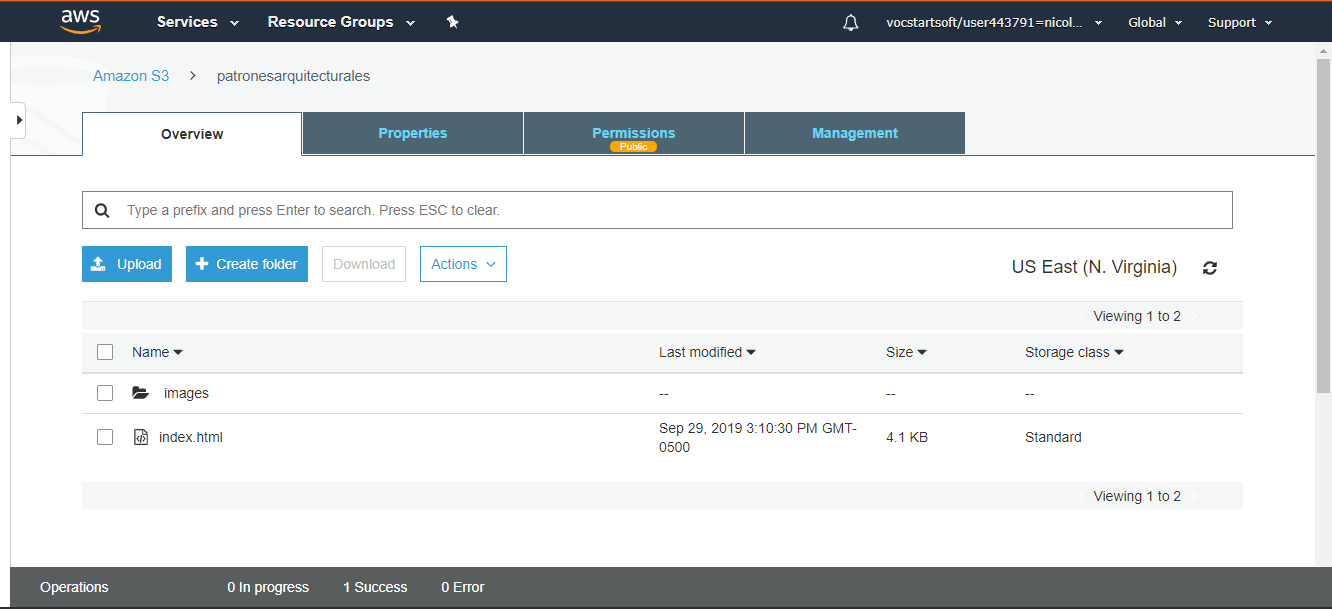 aws Services Resource Groups vocstartsoft/user443791=nicol... Global Support
Amazon S3 > patronesarquitecturales
Overview Properties Permissions Management
Public
Type a prefix and press Enter to search. Press ESC to clear.
Upload Create folder Download Actions US East (N. Virginia)
Viewing 1 to 2
Name Last modified Size Storage class
images -- -- --
index.html Sep 29, 2019 3:10:30 PM GMT-
0500 4.1 KB Standard
Viewing 1 to 2
Operations 0 In progress 1 Success 0 Error